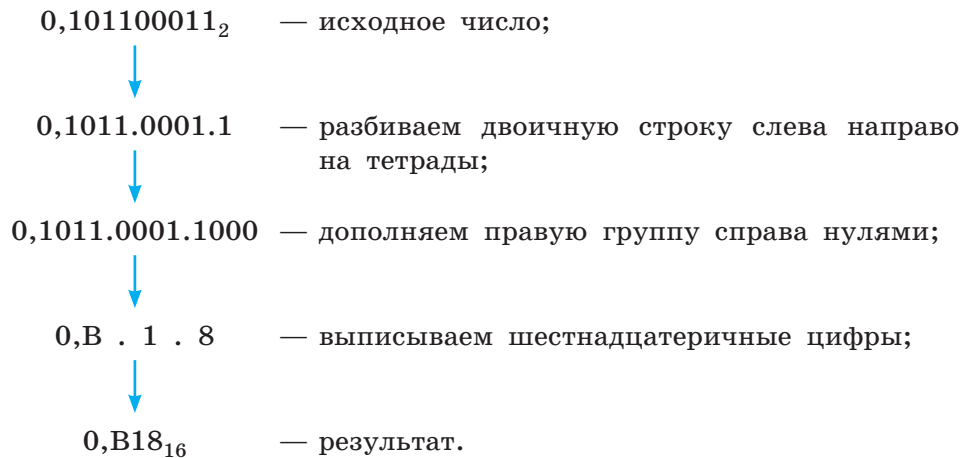 0,101100011₂ — исходное число;
0,1011.0001.1 — разбиваем двоичную строку слева направо
на тетрады;
0,1011.0001.1000 — дополняем правую группу справа нулями;
0,B . 1 . 8 — выписываем шестнадцатеричные цифры;
0,B18₁₆ — результат.